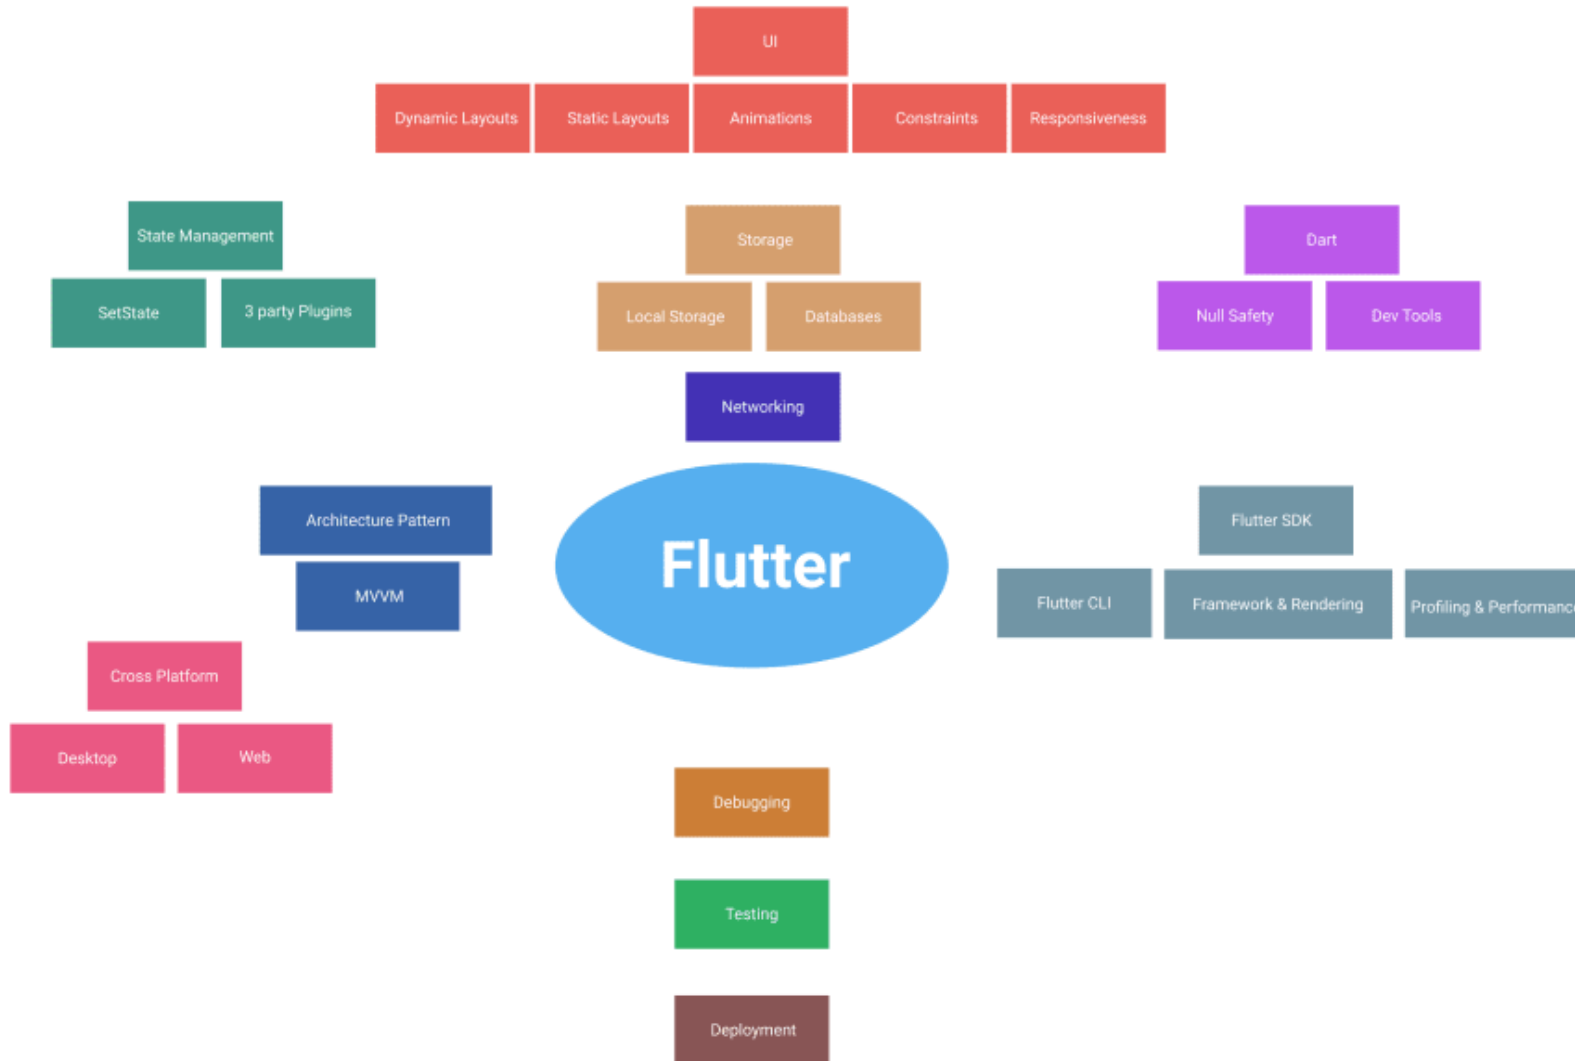 UI
Dynamic Layouts
Static Layouts
Animations
Constraints
Responsiveness
State Management
SetState
3 party Plugins
Storage
Local Storage
Databases
Dart
Null Safety
Dev Tools
Networking
Architecture Pattern
MVVM
Flutter
Flutter SDK
Flutter CLI
Framework & Rendering
Profiling & Performance
Cross Platform
Desktop
Web
Debugging
Testing
Deployment